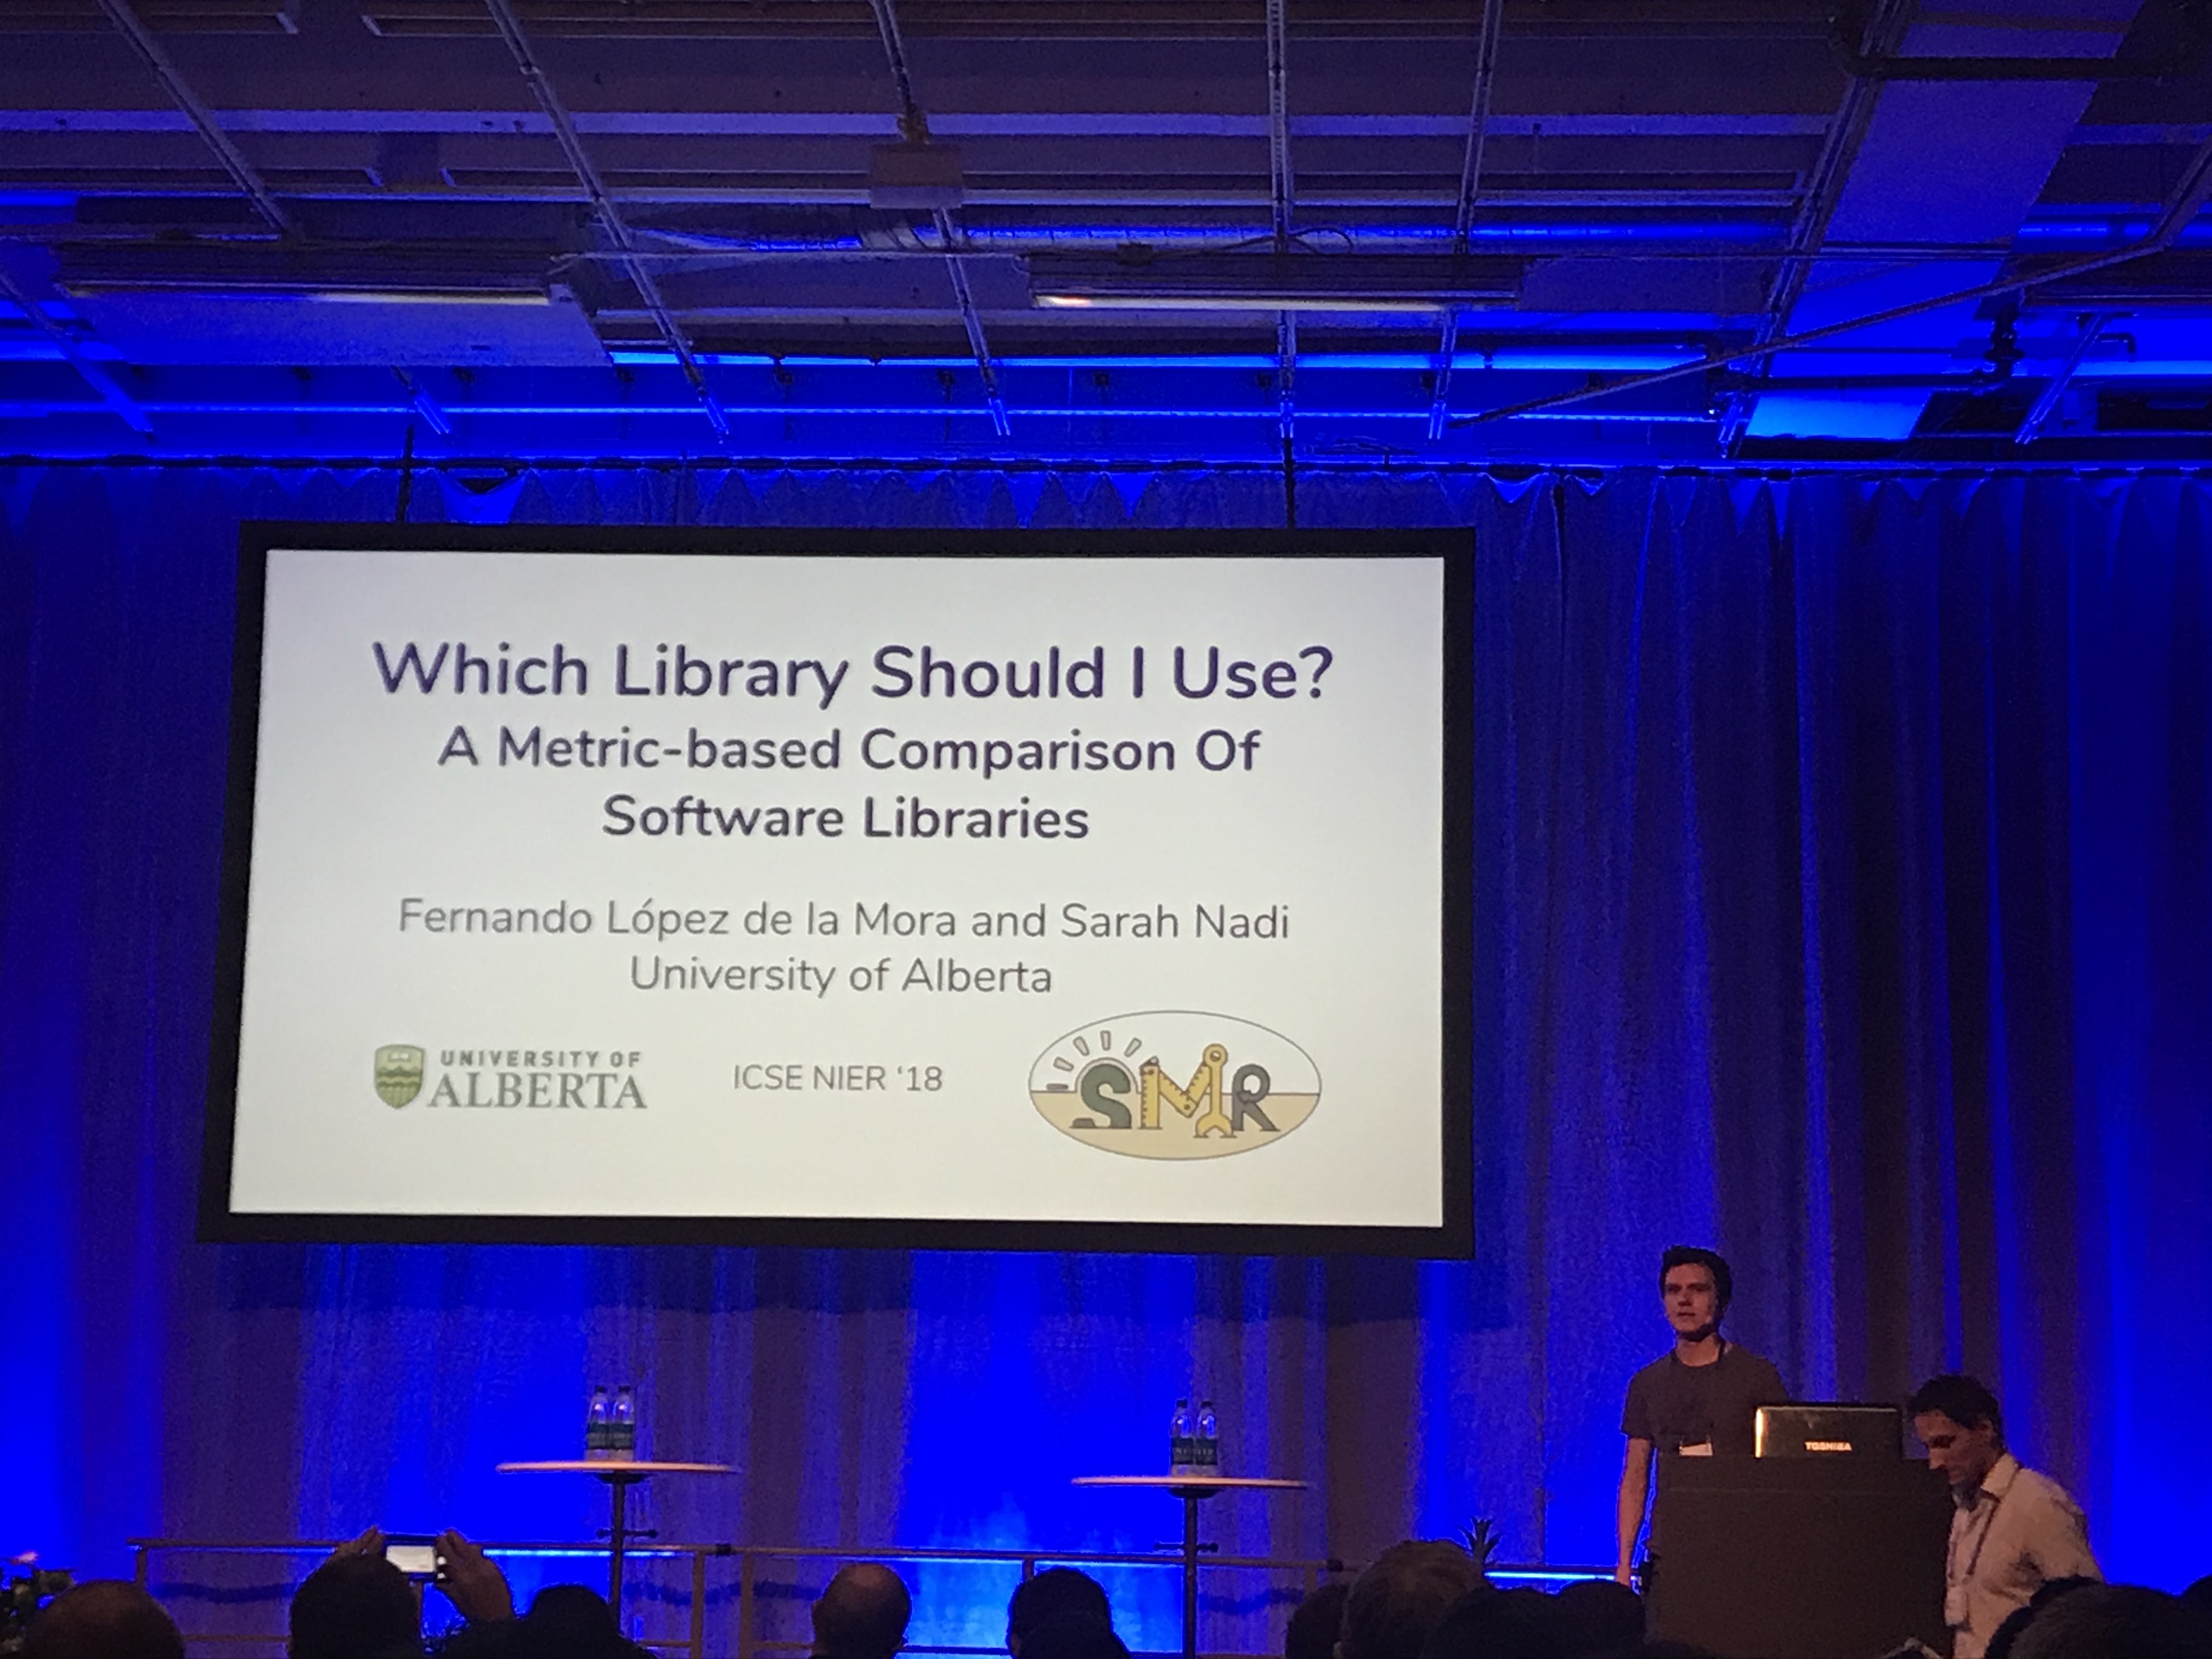 Which Library Should I Use?
A Metric-based Comparison Of
Software Libraries
Fernando López de la Mora and Sarah Nadi
University of Alberta
UNIVERSITY OF
ALBERTA
ICSE NIER ‘18
SMR
TOSHIBA